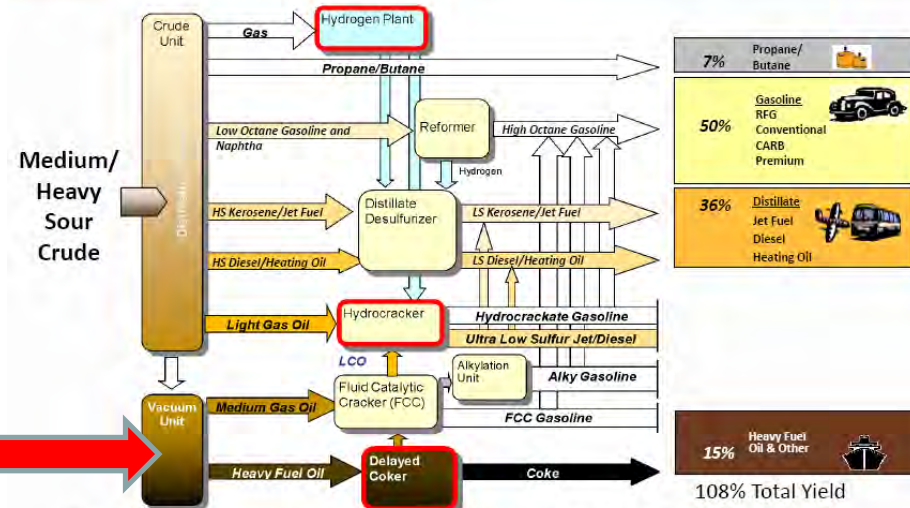 Crude
Unit
Distillation
Gas
Hydrogen Plant
Propane/Butane
7%
Propane/
Butane
Low Octane Gasoline and
Naphtha
Reformer
High Octane Gasoline
Hydrogen
50%
Gasoline
RFG
Conventional
CARB
Premium
Medium/
Heavy
Sour
Crude
HS Kerosene/Jet Fuel
Distillate
Desulfurizer
LS Kerosene/Jet Fuel
HS Diesel/Heating Oil
LS Diesel/Heating Oil
36%
Distillate
Jet Fuel
Diesel
Heating Oil
Light Gas Oil
Hydrocracker
Hydrocrackate Gasoline
Ultra Low Sulfur Jet/Diesel
LCO
Alkylation
Unit
Alky Gasoline
Vacuum
Unit
Medium Gas Oil
Fluid Catalytic
Cracker (FCC)
FCC Gasoline
Heavy Fuel Oil
Delayed
Coker
Coke
15%
Heavy Fuel
Oil & Other
108% Total Yield